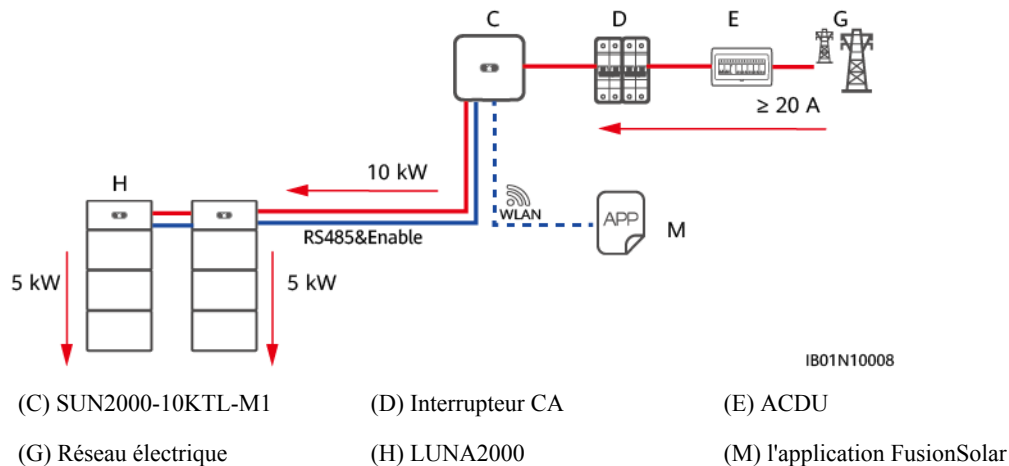 C D E G
≥ 20 A
10 kW
H
WLAN
APP
M
RS485&Enable
5 kW 5 kW
IB01N10008
(C) SUN2000-10KTL-M1 (D) Interrupteur CA (E) ACDU
(G) Réseau électrique (H) LUNA2000 (M) l'application FusionSolar